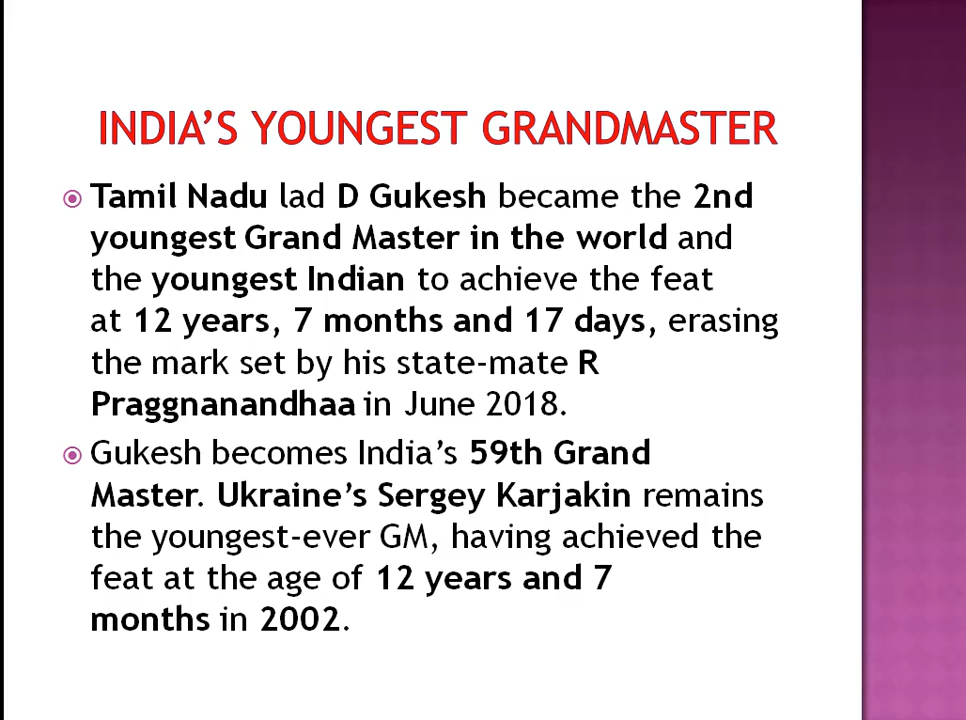 INDIA’S YOUNGEST GRANDMASTER
Tamil Nadu lad D Gukesh became the 2nd
youngest Grand Master in the world and
the youngest Indian to achieve the feat
at 12 years, 7 months and 17 days, erasing
the mark set by his state-mate R
Praggnanandhaa in June 2018.
Gukesh becomes India’s 59th Grand
Master. Ukraine’s Sergey Karjakin remains
the youngest-ever GM, having achieved the
feat at the age of 12 years and 7
months in 2002.